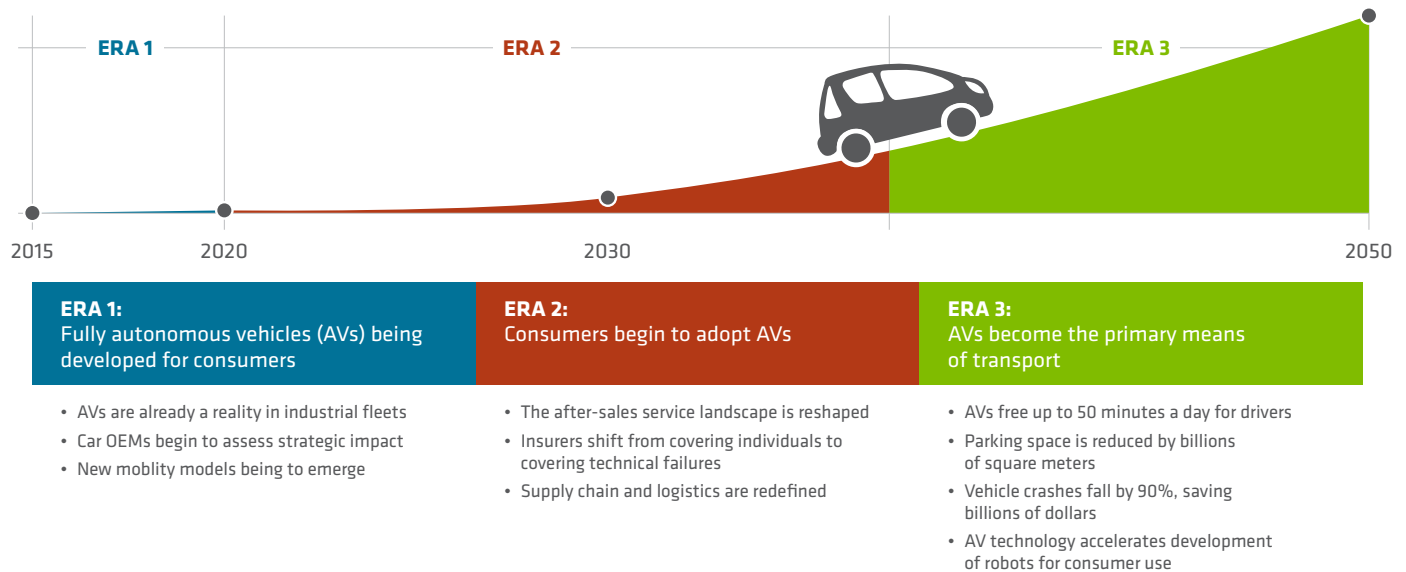 ERA 1
ERA 2
ERA 3
2015
2020
2030
2050
ERA 1:
Fully autonomous vehicles (AVs) being
developed for consumers
• AVs are already a reality in industrial fleets
• Car OEMs begin to assess strategic impact
• New moblity models being to emerge
ERA 2:
Consumers begin to adopt AVs
• The after-sales service landscape is reshaped
• Insurers shift from covering individuals to
covering technical failures
• Supply chain and logistics are redefined
ERA 3:
AVs become the primary means
of transport
• AVs free up to 50 minutes a day for drivers
• Parking space is reduced by billions
of square meters
• Vehicle crashes fall by 90%, saving
billions of dollars
• AV technology accelerates development
of robots for consumer use